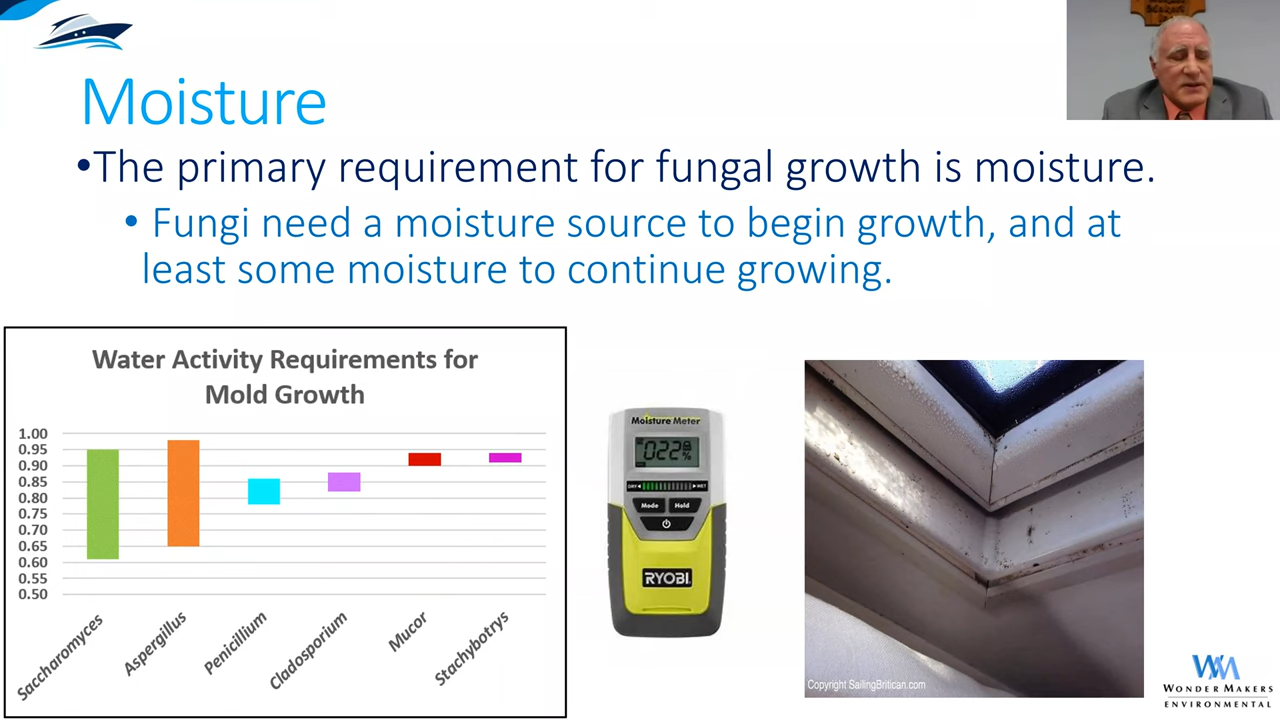 Moisture
•The primary requirement for fungal growth is moisture.
• Fungi need a moisture source to begin growth, and at
least some moisture to continue growing.
Water Activity Requirements for
Mold Growth
1.00
0.95
0.90
0.85
0.80
0.75
0.70
0.65
0.60
0.55
0.50
Saccharomyces
Aspergillus
Penicillium
Cladosporium
Mucor
Stachybotrys
Moisture Meter
022 %
DRY WET
Mode Hold
RYOBI
Copyright SailingBritican.com
WONDER MAKERS
ENVIRONMENTAL